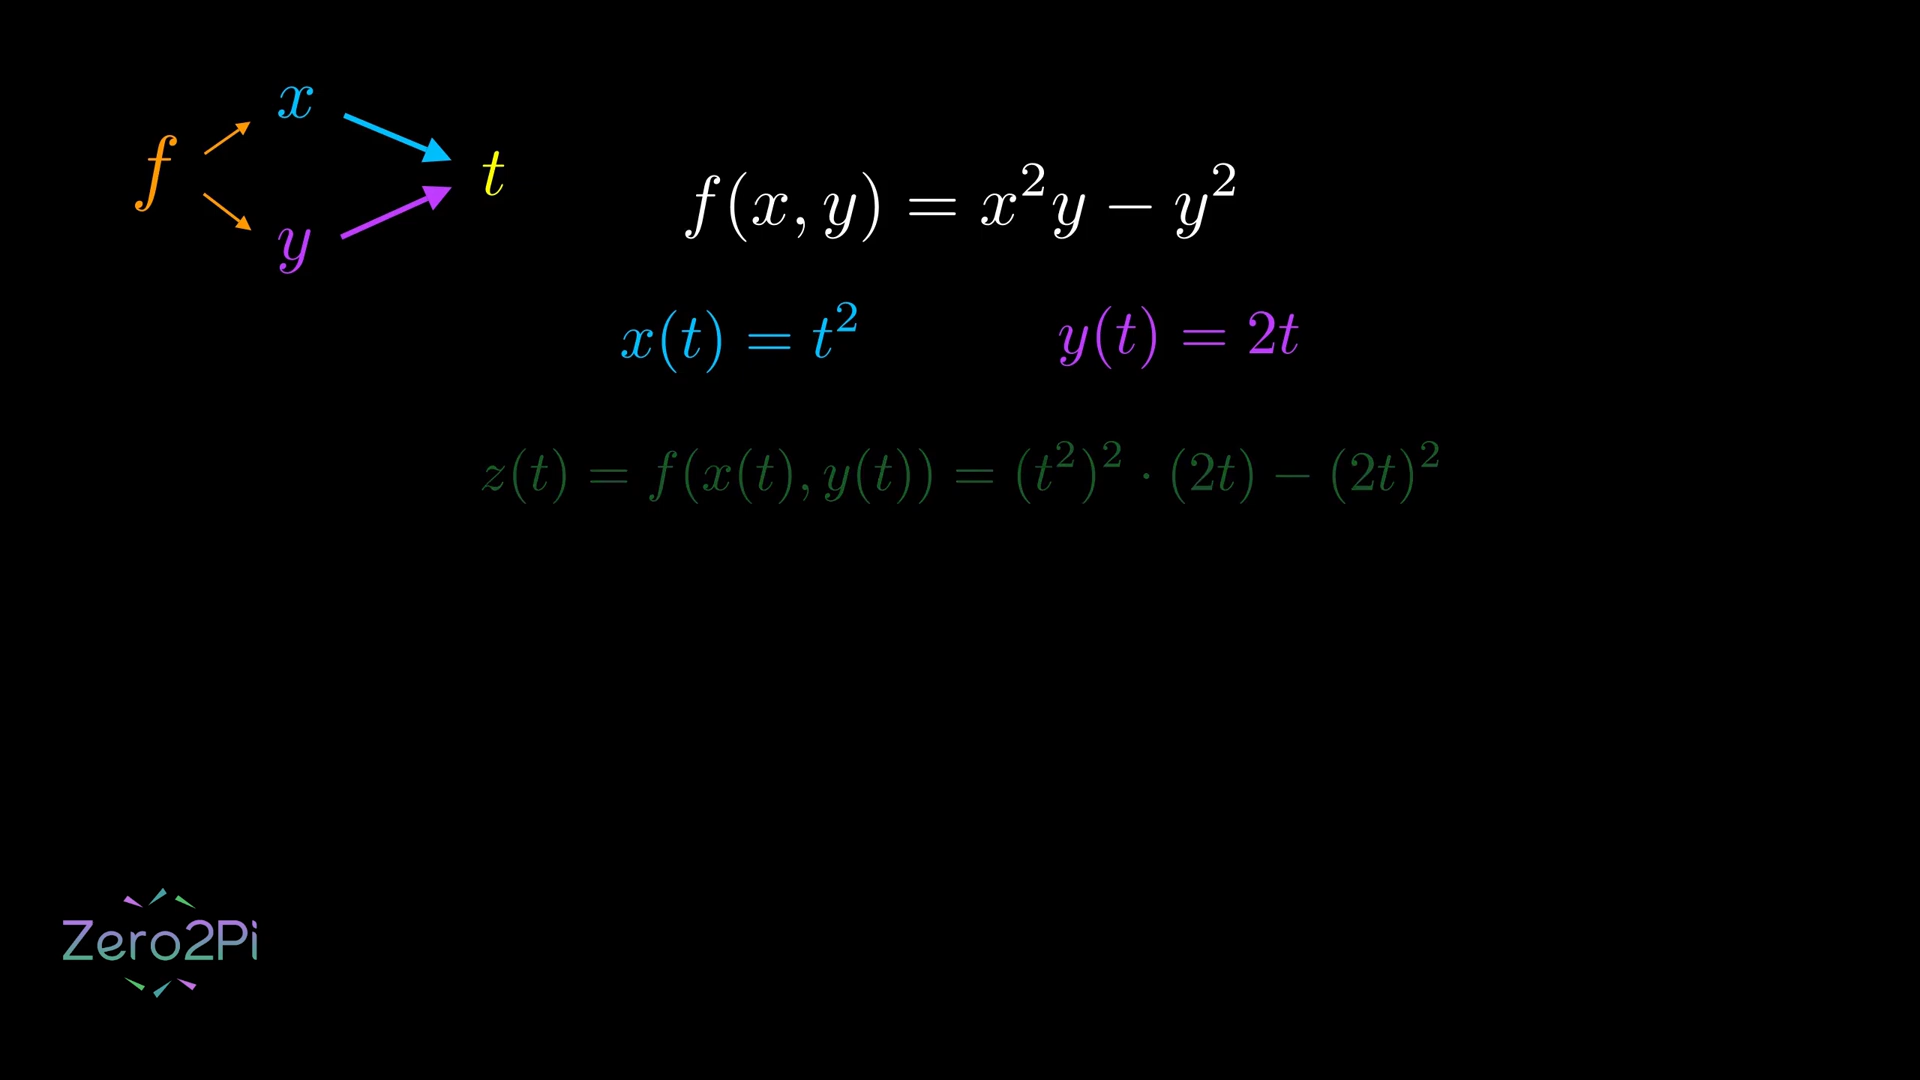 f
x
y
t
f(x, y) = x²y − y²
x(t) = t²
y(t) = 2t
z(t) = f(x(t), y(t)) = (t²)² · (2t) − (2t)²
Zero2Pi